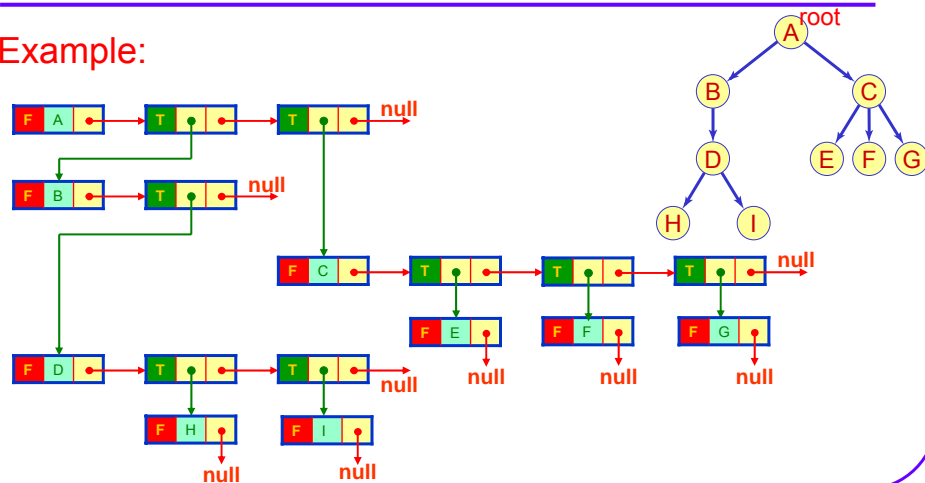 Example:
root
A
B C
D E F G
H I
F A T T null
F B T null
F C T T T null
F E F F F G
F D T T null null null null
F H F I
null null